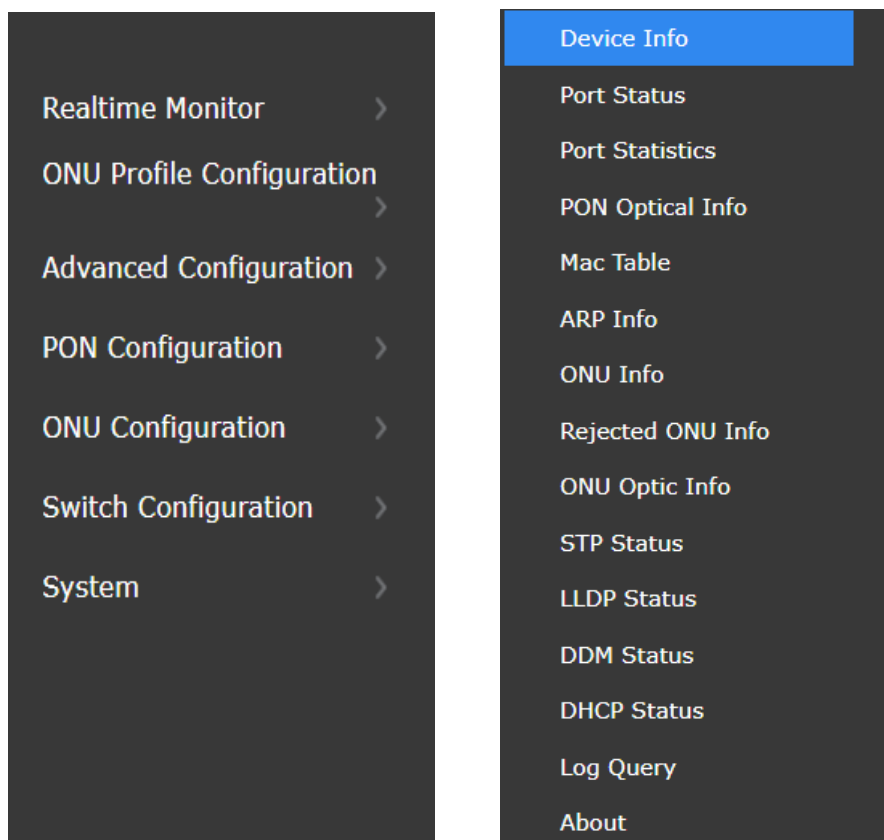 Realtime Monitor
ONU Profile Configuration
Advanced Configuration
PON Configuration
ONU Configuration
Switch Configuration
System
Device Info
Port Status
Port Statistics
PON Optical Info
Mac Table
ARP Info
ONU Info
Rejected ONU Info
ONU Optic Info
STP Status
LLDP Status
DDM Status
DHCP Status
Log Query
About